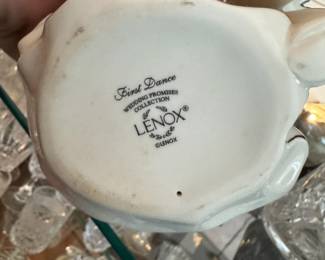 First Dance
WEDDING PROMISES
COLLECTION
LENOX®
©LENOX